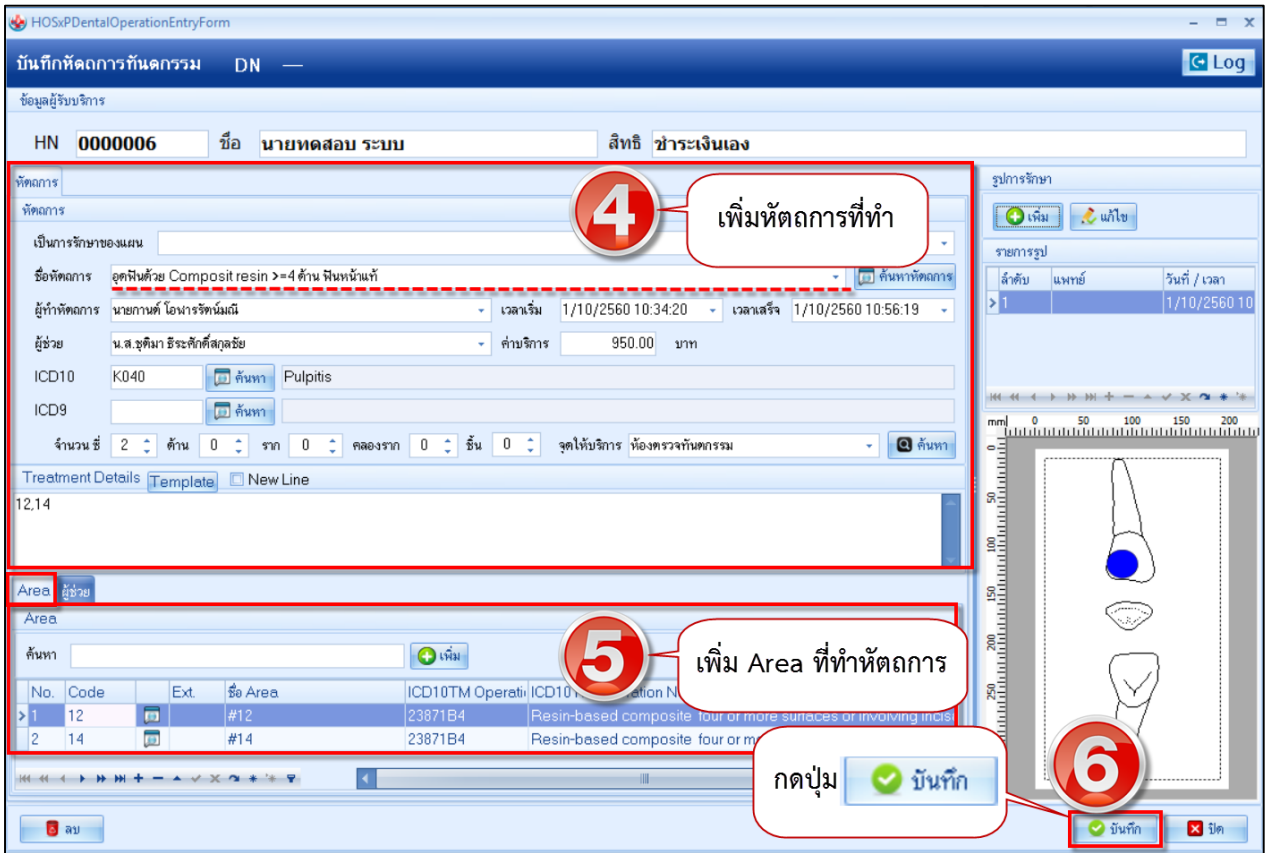 HOSxPDentalOperationEntryForm
บันทึกหัตถการทันตกรรม DN —
Log
ข้อมูลผู้รับบริการ
HN 0000006 ชื่อ นายทดสอบ ระบบ สิทธิ ชำระเงินเอง
หัตถการ
หัตถการ
4
เพิ่มหัตถการที่ทำ
เป็นการรักษาของแผน
ชื่อหัตถการ อุดฟันด้วย Composit resin >=4 ด้าน ฟันหน้าแท้ ค้นหาหัตถการ
ผู้ทำหัตถการ นายกานต์ โอฬารรัตน์มณี เวลาเริ่ม 1/10/2560 10:34:20 เวลาเสร็จ 1/10/2560 10:56:19
ผู้ช่วย น.ส.ชุติมา ธีระศักดิ์สกุลชัย ค่าบริการ 950.00 บาท
ICD10 K040 ค้นหา Pulpitis
ICD9 ค้นหา
จำนวน ซี่ 2 ด้าน 0 ราก 0 คลองราก 0 ชิ้น 0 จุดให้บริการ ห้องตรวจทันตกรรม ค้นหา
Treatment Details Template New Line
12,14
รูปการรักษา
เพิ่ม แก้ไข
รายการรูป
ลำดับ แพทย์ วันที่ / เวลา
1 1/10/2560 10
mm 0 50 100 150 200
0
50
100
150
200
250
Area ผู้ช่วย
Area
ค้นหา เพิ่ม
5
เพิ่ม Area ที่ทำหัตถการ
No. Code Ext. ชื่อ Area ICD10TM Operati
1 12 #12 23871B4 Resin-based composite four or more surfaces or involving incis
2 14 #14 23871B4 Resin-based composite four or
กดปุ่ม บันทึก
6
ลบ บันทึก ปิด